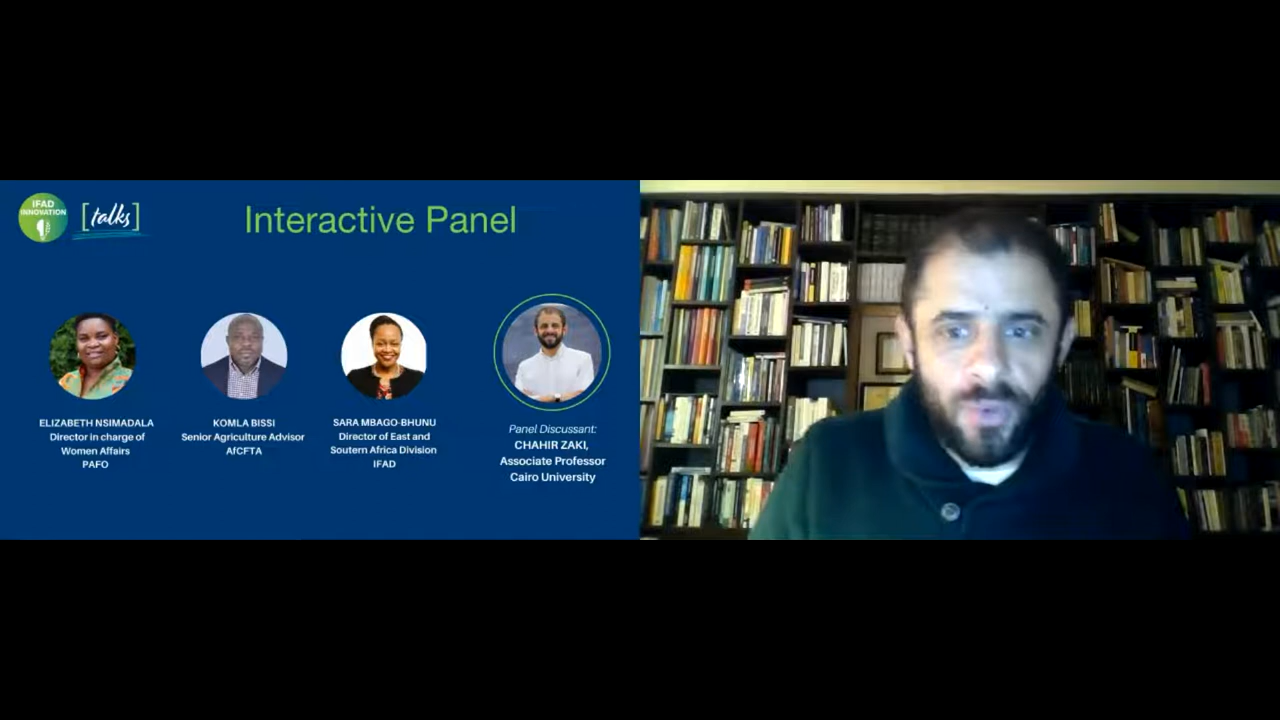 IFAD
INNOVATION
[talks]
Interactive Panel
ELIZABETH NSIMADALA
Director in charge of
Women Affairs
PAFO
KOMLA BISSI
Senior Agriculture Advisor
AfCFTA
SARA MBAGO-BHUNU
Director of East and
Soutern Africa Division
IFAD
Panel Discussant:
CHAHIR ZAKI,
Associate Professor
Cairo University